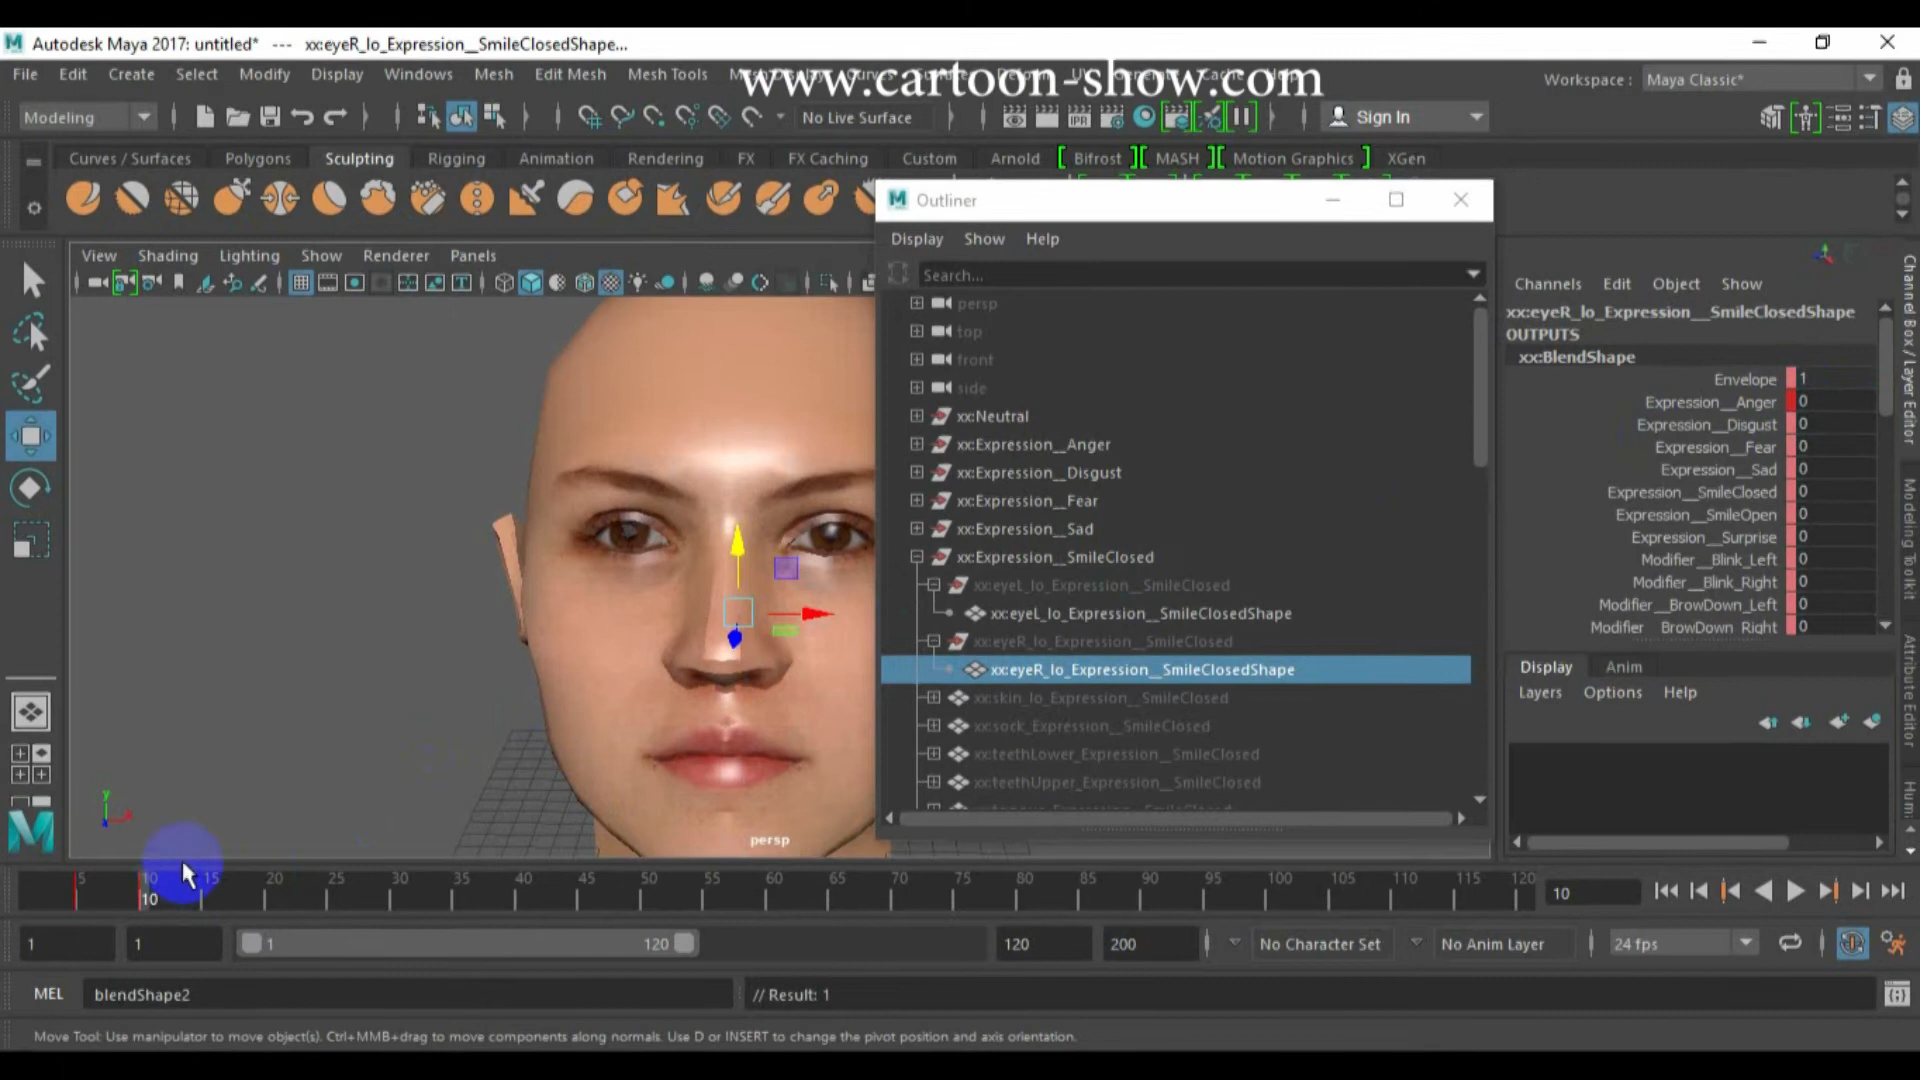 Autodesk Maya 2017: untitled* --- xx:eyeR_lo_Expression__SmileClosedShape...
File Edit Create Select Modify Display Windows Mesh Edit Mesh Mesh Tools
www.cartoon-show.com
Workspace : Maya Classic*
Modeling
No Live Surface
Sign In
Curves / Surfaces Polygons Sculpting Rigging Animation Rendering FX FX Caching Custom Arnold Bifrost MASH Motion Graphics XGen
View Shading Lighting Show Renderer Panels
IPR
persp
Outliner
Display Show Help
Search...
persp
top
front
side
xx:Neutral
xx:Expression__Anger
xx:Expression__Disgust
xx:Expression__Fear
xx:Expression__Sad
xx:Expression__SmileClosed
xx:eyeL_lo_Expression__SmileClosed
xx:eyeL_lo_Expression__SmileClosedShape
xx:eyeR_lo_Expression__SmileClosed
xx:eyeR_lo_Expression__SmileClosedShape
xx:skin_lo_Expression__SmileClosed
xx:sock_Expression__SmileClosed
xx:teethLower_Expression__SmileClosed
xx:teethUpper_Expression__SmileClosed
Channels Edit Object Show
xx:eyeR_lo_Expression__SmileClosedShape
OUTPUTS
xx:BlendShape
Envelope 1
Expression__Anger 0
Expression__Disgust 0
Expression__Fear 0
Expression__Sad 0
Expression__SmileClosed 0
Expression__SmileOpen 0
Expression__Surprise 0
Modifier__Blink_Left 0
Modifier__Blink_Right 0
Modifier__BrowDown_Left 0
Modifier__BrowDown_Right 0
Display Anim
Layers Options Help
Channel Box / Layer Editor
Modeling Toolkit
Attribute Editor
5 10 15 20 25 30 35 40 45 50 55 60 65 70 75 80 85 90 95 100 105 110 115 120
10
10
1 1 1 120 120 200 No Character Set No Anim Layer 24 fps
MEL blendShape2 // Result: 1
Move Tool: Use manipulator to move object(s). Ctrl+MMB+drag to move components along normals. Use D or INSERT to change the pivot position and axis orientation.